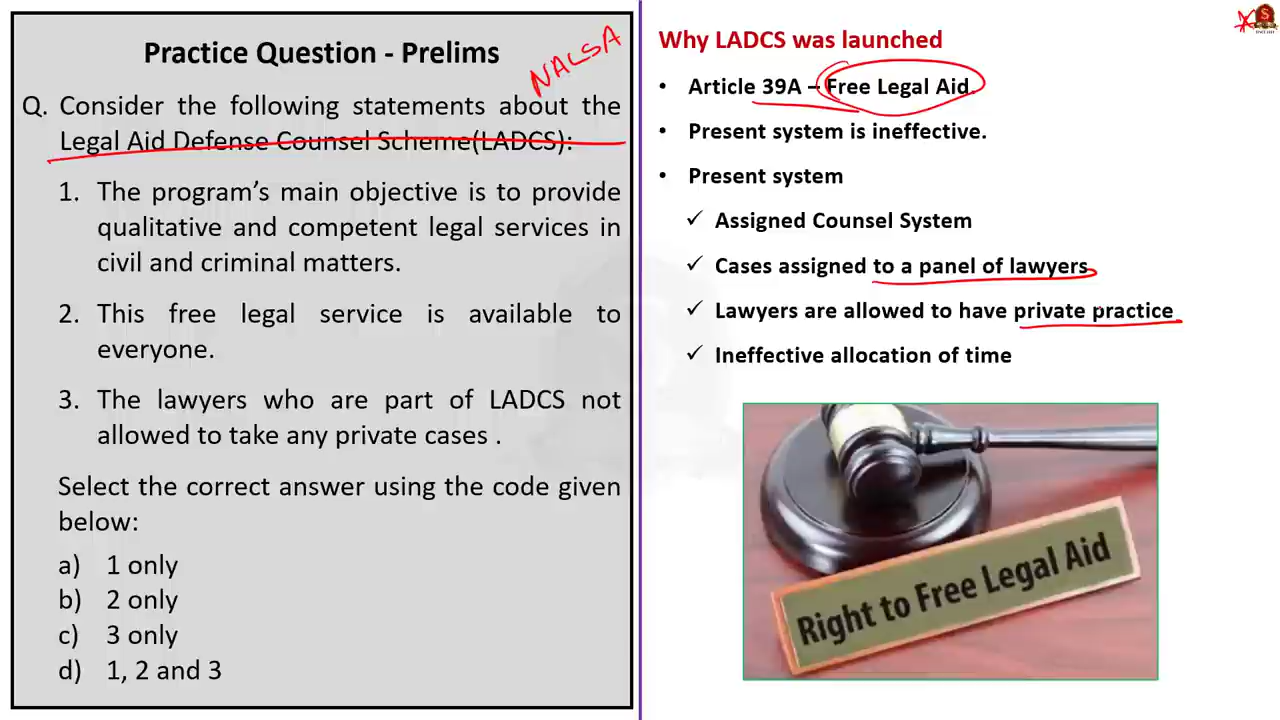 Practice Question - Prelims
NALSA
Q. Consider the following statements about the
Legal Aid Defense Counsel Scheme(LADCS):
1. The program's main objective is to provide
qualitative and competent legal services in
civil and criminal matters.
2. This free legal service is available to
everyone.
3. The lawyers who are part of LADCS not
allowed to take any private cases .
Select the correct answer using the code given
below:
a) 1 only
b) 2 only
c) 3 only
d) 1, 2 and 3
Why LADCS was launched
• Article 39A – Free Legal Aid.
• Present system is ineffective.
• Present system
✓ Assigned Counsel System
✓ Cases assigned to a panel of lawyers
✓ Lawyers are allowed to have private practice
✓ Ineffective allocation of time
Right to Free Legal Aid
S